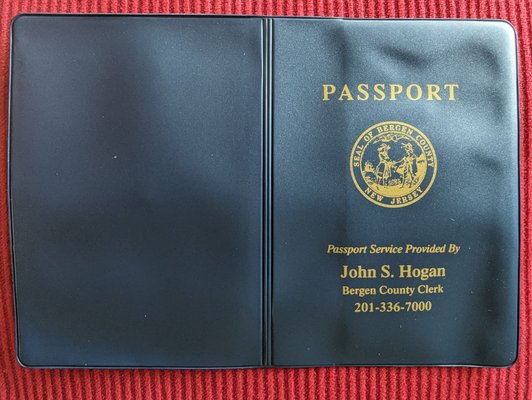 PASSPORT
SEAL OF BERGEN COUNTY
NEW JERSEY
Passport Service Provided By
John S. Hogan
Bergen County Clerk
201-336-7000